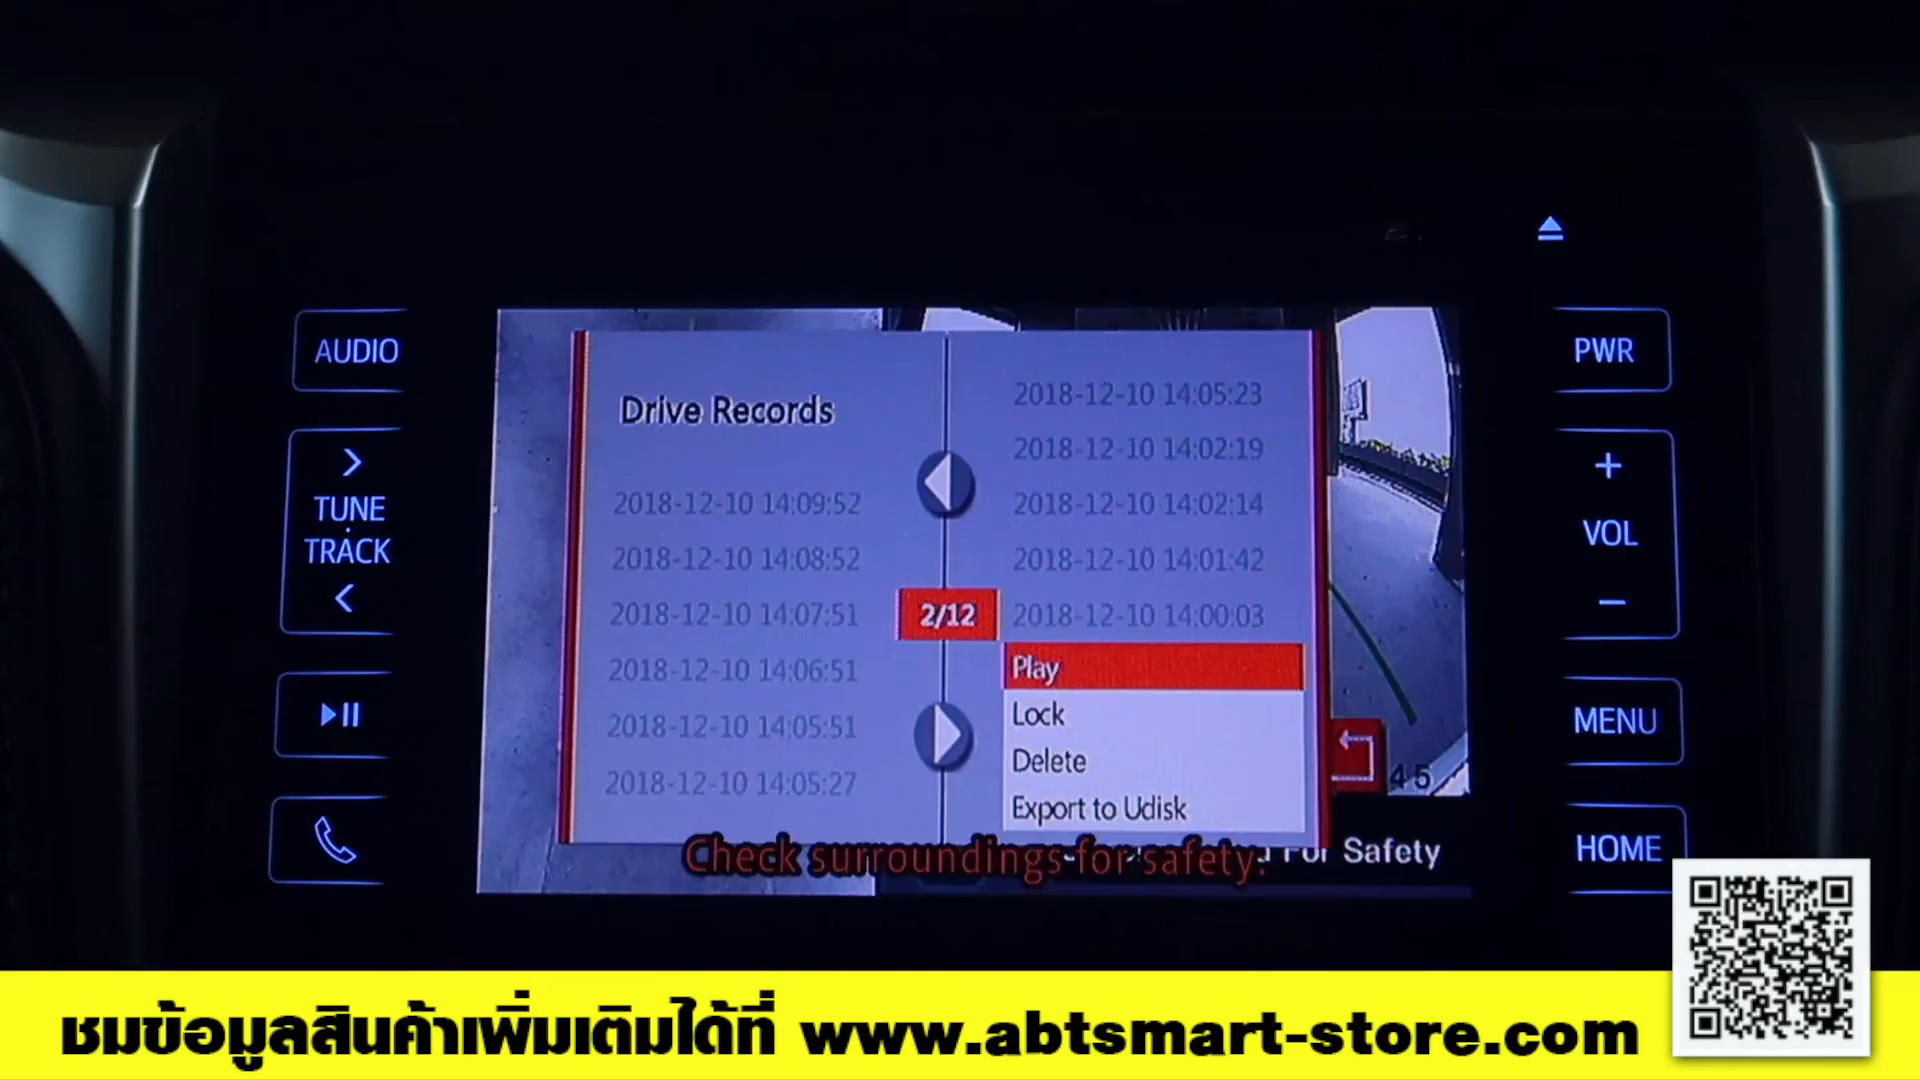 AUDIO
TUNE
TRACK
PWR
VOL
MENU
HOME
Drive Records
2018-12-10 14:09:52
2018-12-10 14:08:52
2018-12-10 14:07:51
2018-12-10 14:06:51
2018-12-10 14:05:51
2018-12-10 14:05:27
2/12
2018-12-10 14:05:23
2018-12-10 14:02:19
2018-12-10 14:02:14
2018-12-10 14:01:42
2018-12-10 14:00:03
Play
Lock
Delete
Export to Udisk
45
Check surroundings for safety.
For Safety
ชมข้อมูลสินค้าเพิ่มเติมได้ที่ www.abtsmart-store.com